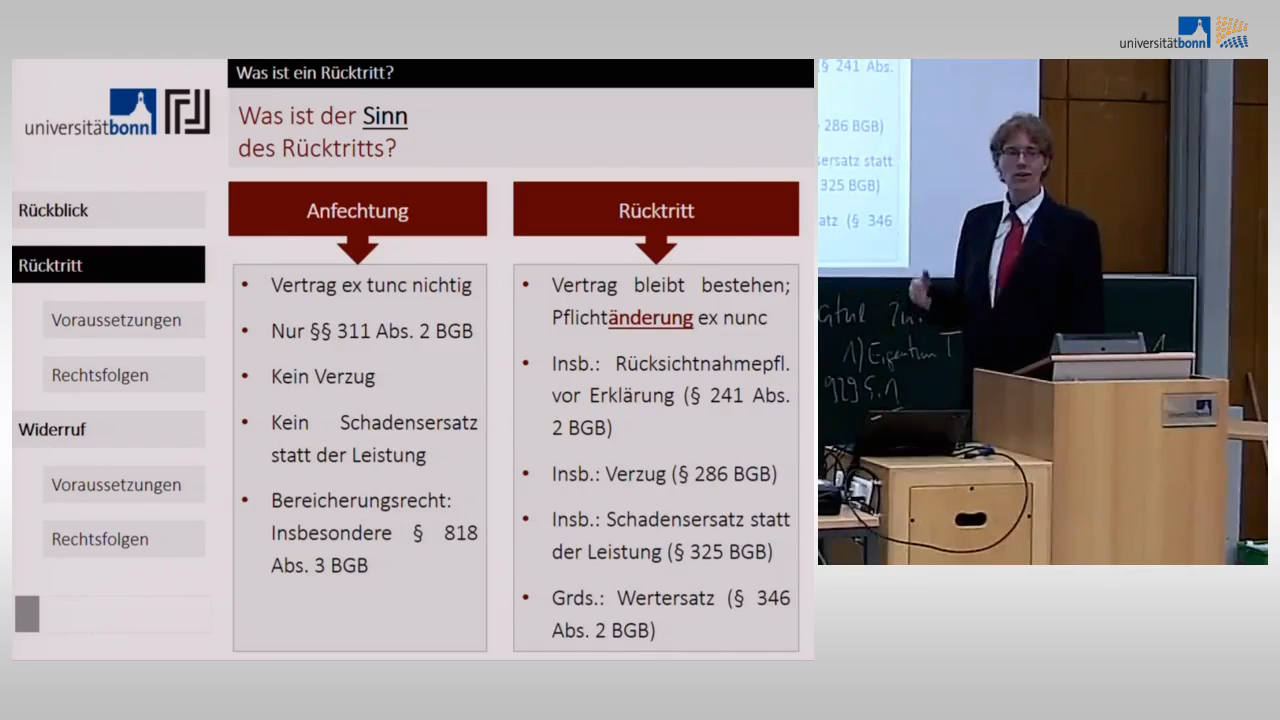 universitätbonn
Was ist ein Rücktritt?
universitätbonn
Was ist der Sinn
des Rücktritts?
Rückblick
Rücktritt
Voraussetzungen
Rechtsfolgen
Widerruf
Voraussetzungen
Rechtsfolgen
Anfechtung
• Vertrag ex tunc nichtig
• Nur §§ 311 Abs. 2 BGB
• Kein Verzug
• Kein Schadensersatz
statt der Leistung
• Bereicherungsrecht:
Insbesondere § 818
Abs. 3 BGB
Rücktritt
• Vertrag bleibt bestehen;
Pflichtänderung ex nunc
• Insb.: Rücksichtnahmepfl.
vor Erklärung (§ 241 Abs.
2 BGB)
• Insb.: Verzug (§ 286 BGB)
• Insb.: Schadensersatz statt
der Leistung (§ 325 BGB)
• Grds.: Wertersatz (§ 346
Abs. 2 BGB)
§ 241 Abs.
286 BGB)
ersatz statt
325 BGB)
atz (§ 346
1) Eigentum
929 S. 1